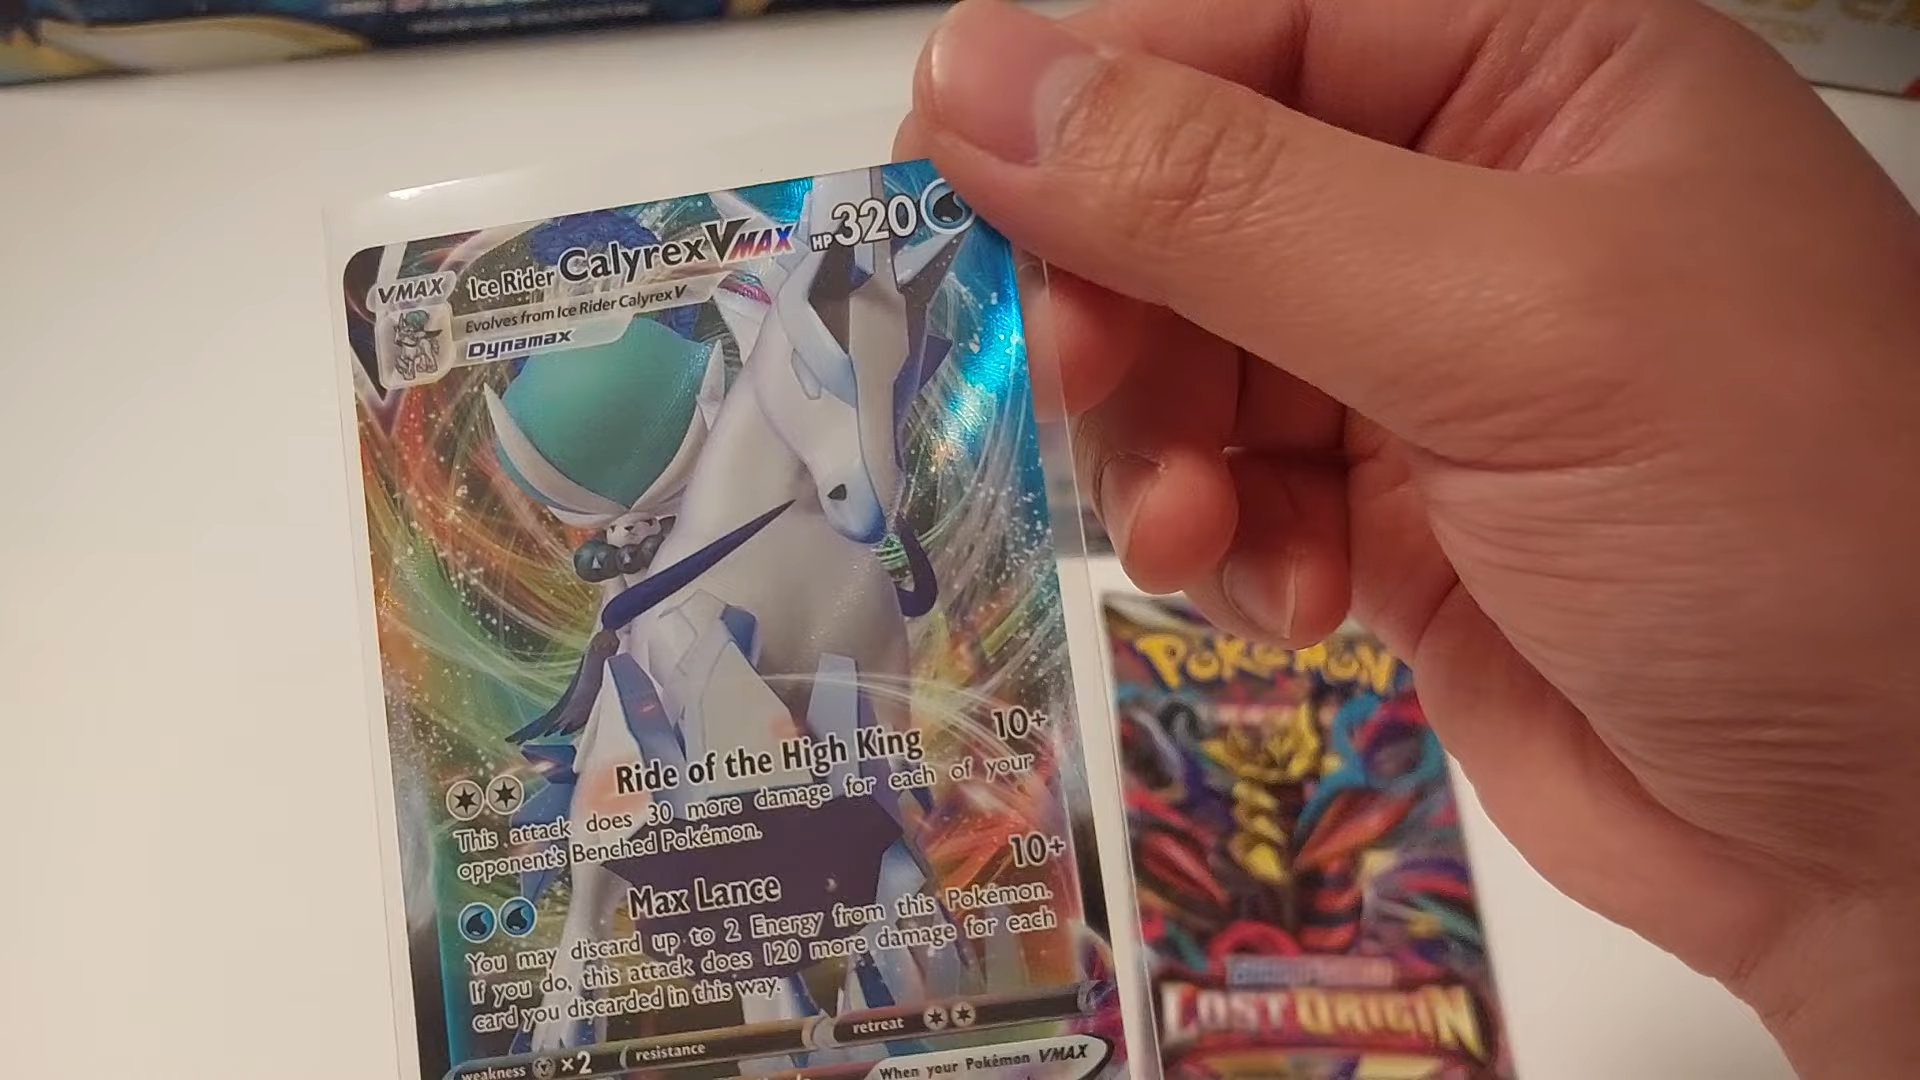 Ice Rider Calyrex VMAX HP 320
VMAX
Evolves from Ice Rider Calyrex V
Dynamax
Ride of the High King 10+
This attack does 30 more damage for each of your
opponent's Benched Pokémon.
Max Lance 10+
You may discard up to 2 Energy from this Pokémon.
If you do, this attack does 120 more damage for each
card you discarded in this way.
weakness ×2 resistance retreat
When your Pokémon VMAX
POKéMON
LOST ORIGIN